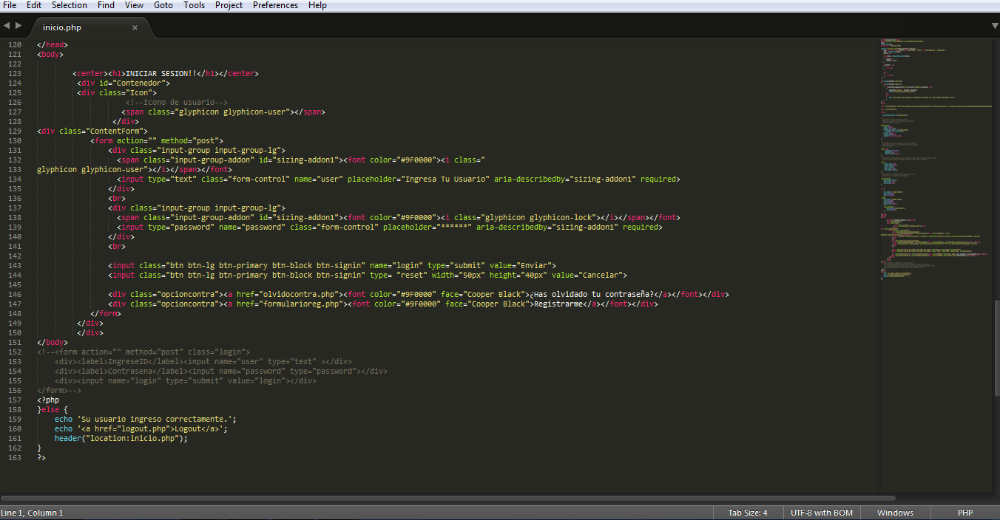 File Edit Selection Find View Goto Tools Project Preferences Help
inicio.php ×
120 </head>
121 <body>
122
123 <center><h1>INICIAR SESION!!</h1></center>
124 <div id="Contenedor">
125 <div class="Icon">
126 <!--Icono de usuario-->
127 <span class="glyphicon glyphicon-user"></span>
128 </div>
129 <div class="ContentForm">
130 <form action="" method="post">
131 <div class="input-group input-group-lg">
132 <span class="input-group-addon" id="sizing-addon1"><font color="#9F0000"><i class="
133 glyphicon glyphicon-user"></i></span></font>
134 <input type="text" class="form-control" name="user" placeholder="Ingresa Tu Usuario" aria-describedby="sizing-addon1" required>
135 </div>
136 <br>
137 <div class="input-group input-group-lg">
138 <span class="input-group-addon" id="sizing-addon1"><font color="#9F0000"><i class="glyphicon glyphicon-lock"></i></span></font>
139 <input type="password" name="password" class="form-control" placeholder="******" aria-describedby="sizing-addon1" required>
140 </div>
141 <br>
142
143 <input class="btn btn-lg btn-primary btn-block btn-signin" name="login" type="submit" value="Enviar">
144 <input class="btn btn-lg btn-primary btn-block btn-signin" type= "reset" width="50px" height="40px" value="Cancelar">
145
146 <div class="opcioncontra"><a href="olvidocontra.php"><font color="#9F0000" face="Cooper Black">¿Has olvidado tu contraseña?</a></font></div>
147 <div class="opcioncontra"><a href="formularioreg.php"><font color="#9F0000" face="Cooper Black">Registrarme</a></font></div>
148 </form>
149 </div>
150 </div>
151 </body>
152 <!--<form action="" method="post" class="login">
153 <div><label>IngreseID</label><input name="user" type="text" ></div>
154 <div><label>Contrasena</label><input name="password" type="password"></div>
155 <div><input name="login" type="submit" value="login"></div>
156 </form>-->
157 <?php
158 }else {
159 echo 'Su usuario ingreso correctamente.';
160 echo '<a href="logout.php">Logout</a>';
161 header("location:inicio.php");
162 }
163 ?>
Line 1, Column 1 Tab Size: 4 UTF-8 with BOM Windows PHP